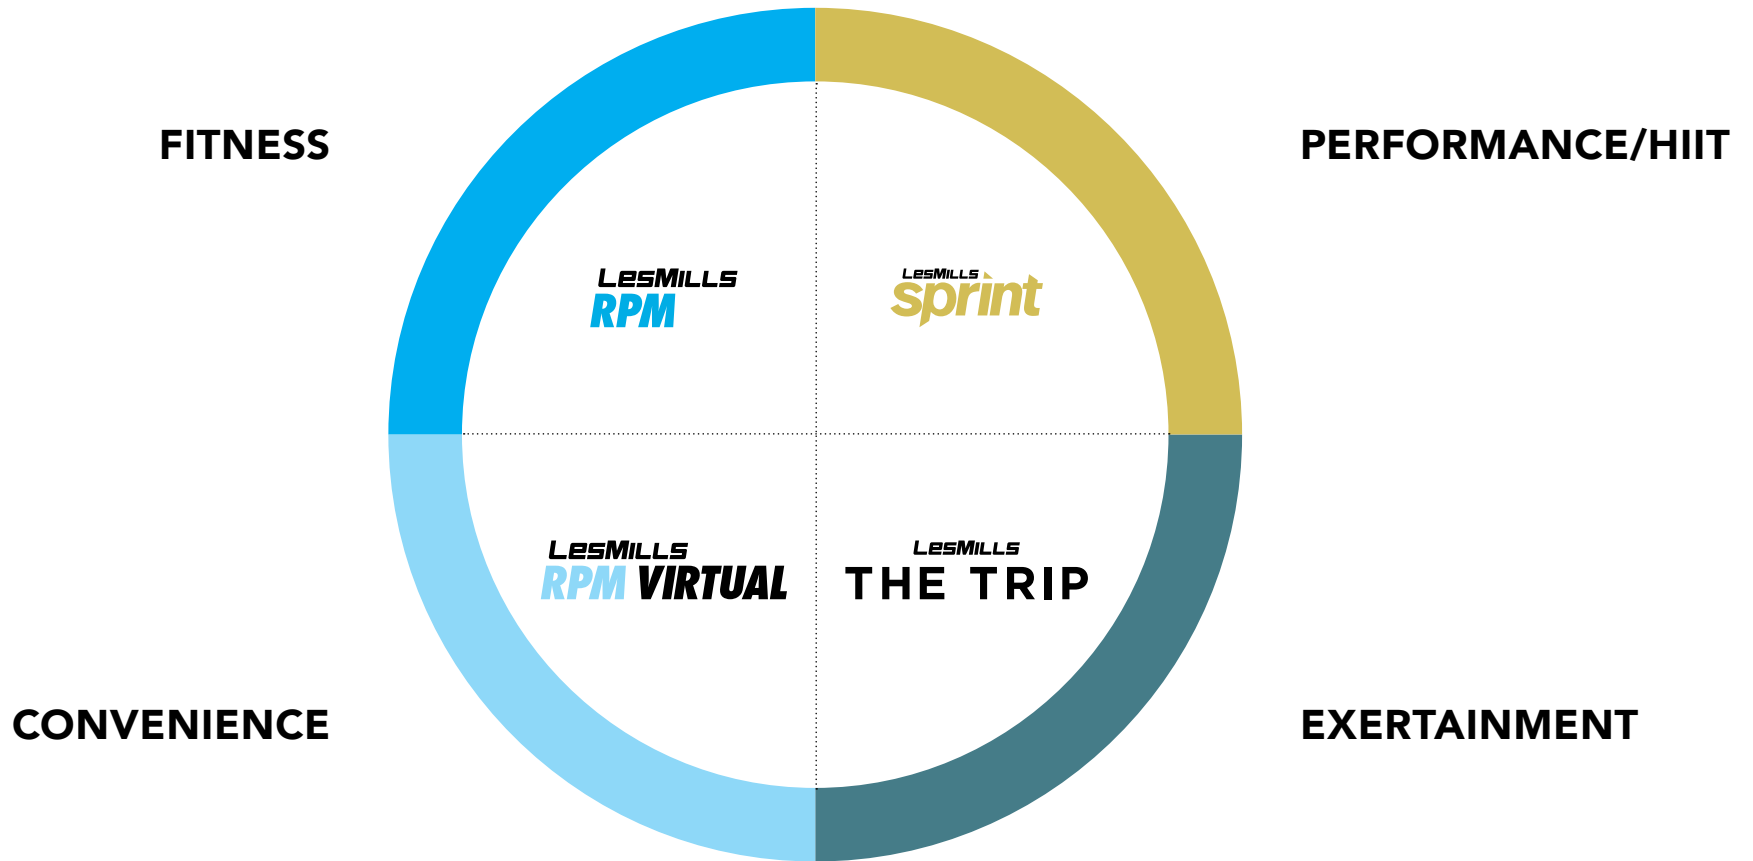 FITNESS
PERFORMANCE/HIIT
LESMILLS
RPM
LESMILLS
sprint
LESMILLS
RPM VIRTUAL
LESMILLS
THE TRIP
CONVENIENCE
EXERTAINMENT